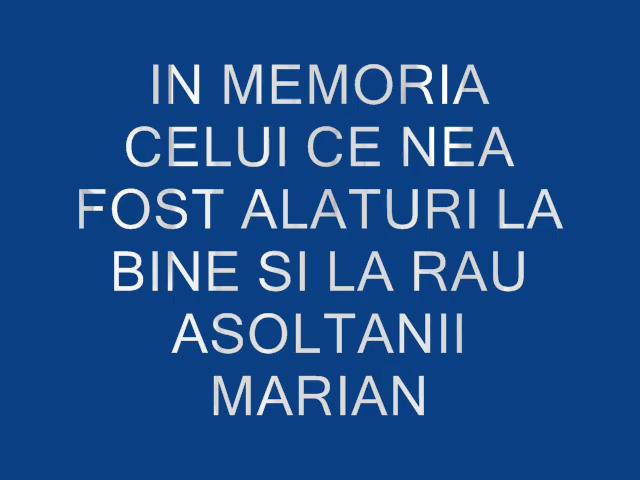 IN MEMORIA
CELUI CE NEA
FOST ALATURI LA
BINE SI LA RAU
ASOLTANII
MARIAN